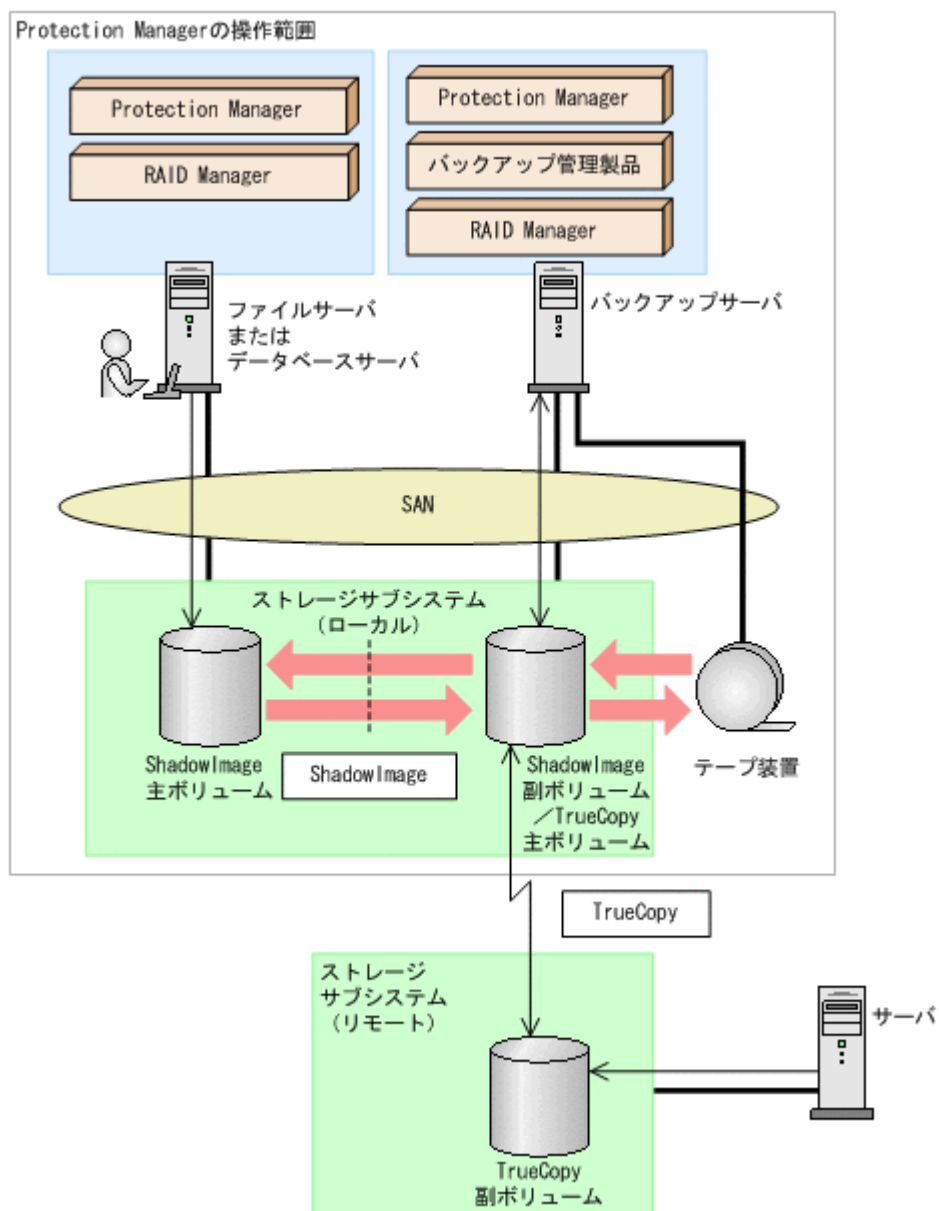 Protection Managerの操作範囲
Protection Manager
RAID Manager
Protection Manager
バックアップ管理製品
RAID Manager
ファイルサーバ
または
データベースサーバ
バックアップサーバ
SAN
ストレージサブシステム
（ローカル）
ShadowImage
主ボリューム
ShadowImage
ShadowImage
副ボリューム
／TrueCopy
主ボリューム
テープ装置
TrueCopy
ストレージ
サブシステム
（リモート）
サーバ
TrueCopy
副ボリューム